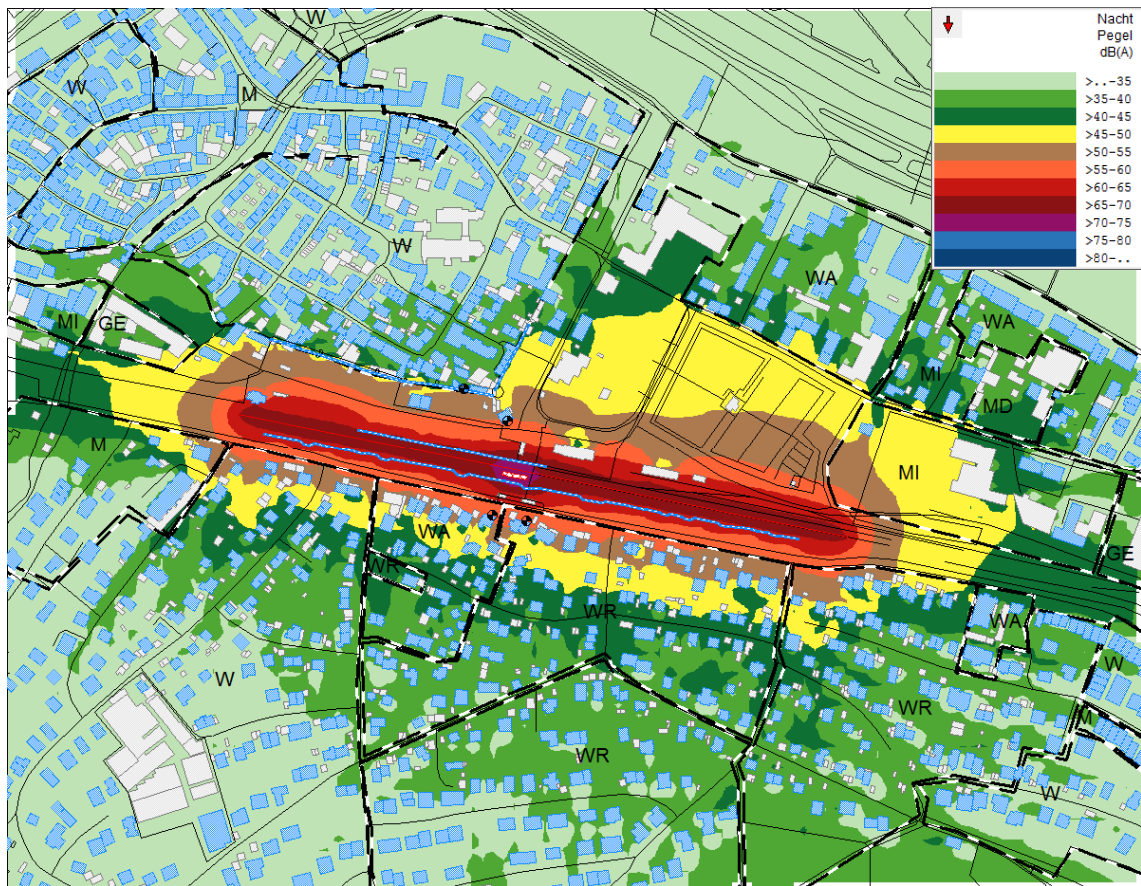 Nacht
Pegel
dB(A)
>..-35
>35-40
>40-45
>45-50
>50-55
>55-60
>60-65
>65-70
>70-75
>75-80
>80-..
W
W
M
W
WA
MI
GE
WA
MI
MD
M
MI
WA
GE
WR
WR
WA
W
W
WR
M
WR
W